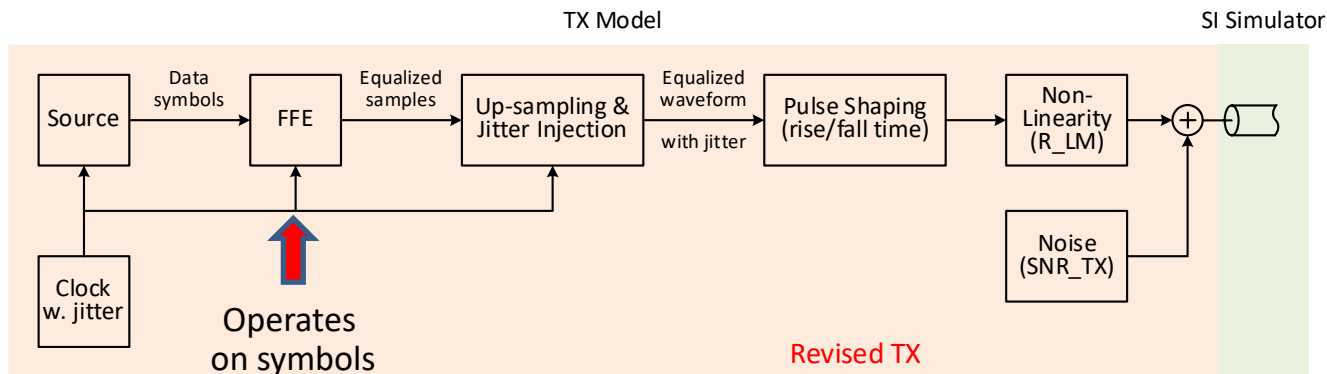 TX Model
SI Simulator
Source
Data
symbols
FFE
Equalized
samples
Up-sampling &
Jitter Injection
Equalized
waveform
with jitter
Pulse Shaping
(rise/fall time)
Non-
Linearity
(R_LM)
+
Noise
(SNR_TX)
Clock
w. jitter
Operates
on symbols
Revised TX